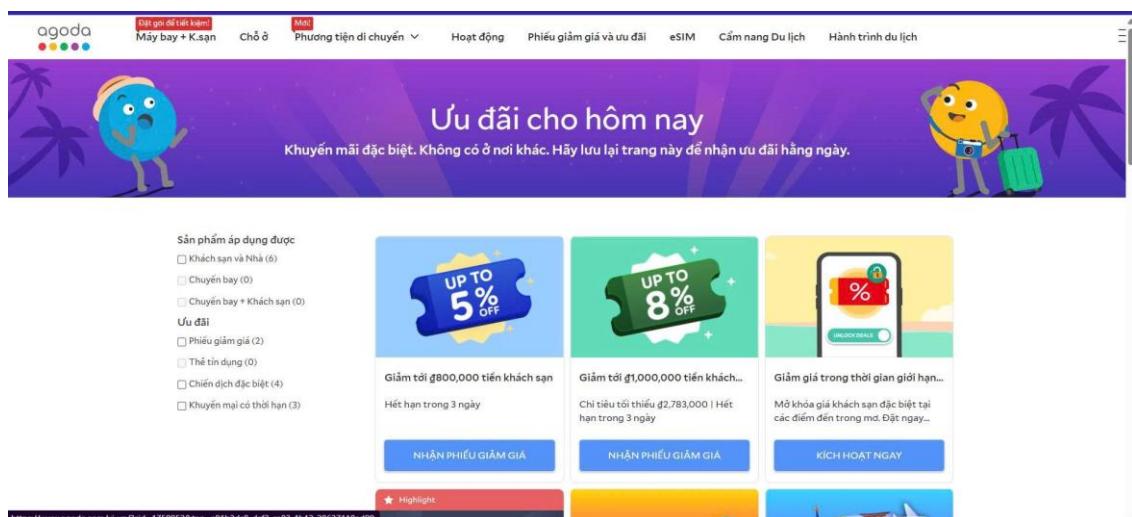 agoda
Đặt gói để tiết kiệm!
Máy bay + K.sạn
Chỗ ở
Mới!
Phương tiện di chuyển
Hoạt động
Phiếu giảm giá và ưu đãi
eSIM
Cẩm nang Du lịch
Hành trình du lịch
Ưu đãi cho hôm nay
Khuyến mãi đặc biệt. Không có ở nơi khác. Hãy lưu lại trang này để nhận ưu đãi hằng ngày.
Sản phẩm áp dụng được
Khách sạn và Nhà (6)
Chuyến bay (0)
Chuyến bay + Khách sạn (0)
Ưu đãi
Phiếu giảm giá (2)
Thẻ tín dụng (0)
Chiến dịch đặc biệt (4)
Khuyến mại có thời hạn (3)
UP TO
5% OFF
Giảm tới ₫800,000 tiền khách sạn
Hết hạn trong 3 ngày
NHẬN PHIẾU GIẢM GIÁ
UP TO
8% OFF
Giảm tới ₫1,000,000 tiền khách...
Chi tiêu tối thiểu ₫2,783,000 | Hết
hạn trong 3 ngày
NHẬN PHIẾU GIẢM GIÁ
%
UNLOCK DEALS
Giảm giá trong thời gian giới hạn...
Mở khóa giá khách sạn đặc biệt tại
các điểm đến trong mơ. Đặt ngay...
KÍCH HOẠT NGAY
Highlight